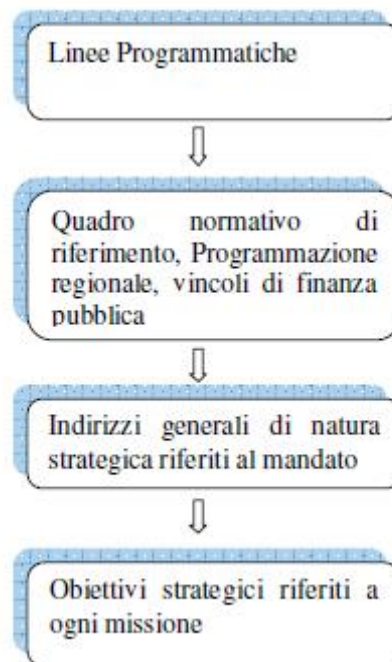 Linee Programmatiche
Quadro normativo di
riferimento, Programmazione
regionale, vincoli di finanza
pubblica
Indirizzi generali di natura
strategica riferiti al mandato
Obiettivi strategici riferiti a
ogni missione